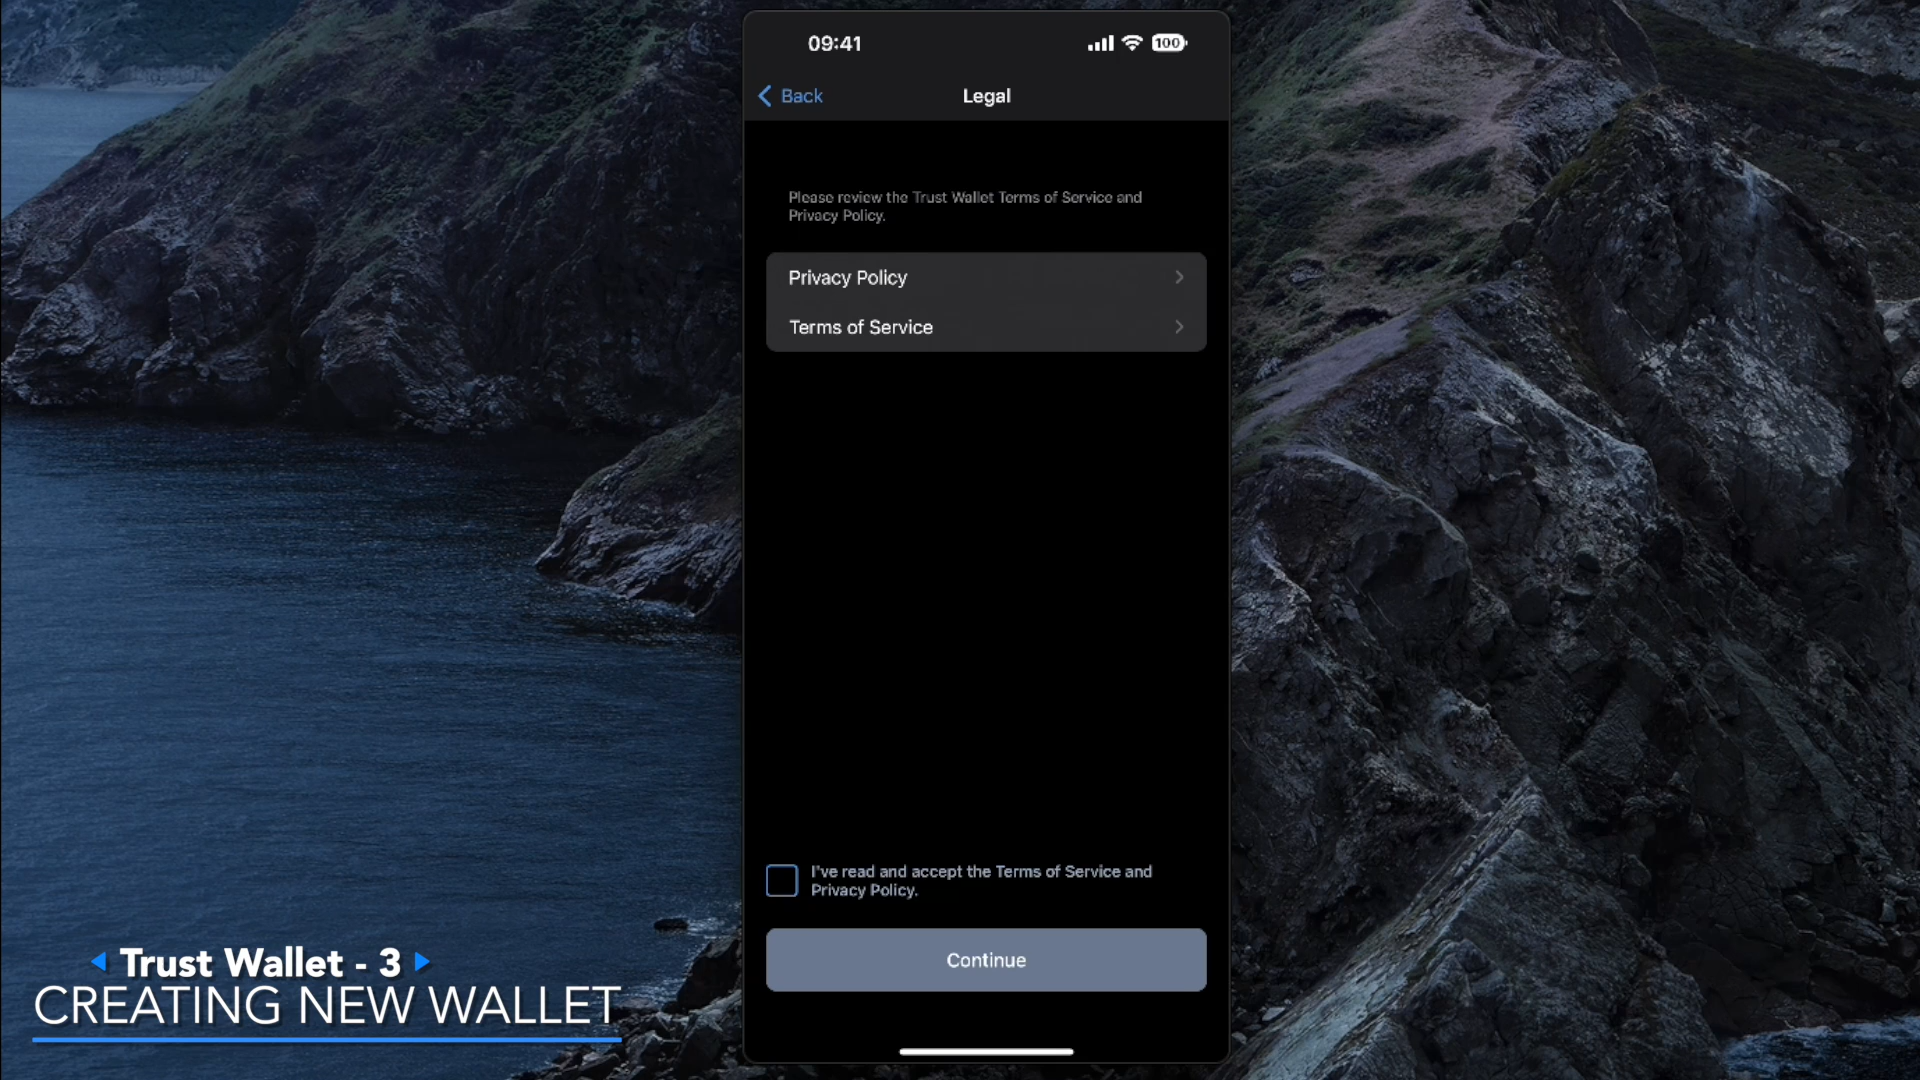 09:41
100
Back
Legal
Please review the Trust Wallet Terms of Service and
Privacy Policy.
Privacy Policy
Terms of Service
I've read and accept the Terms of Service and
Privacy Policy.
Continue
Trust Wallet - 3
CREATING NEW WALLET